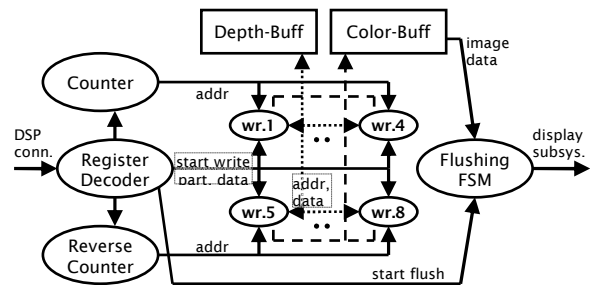 Depth-Buff
Color-Buff
image
data
Counter
addr
wr.1
wr.4
..
DSP
conn.
Register
Decoder
start write
part. data
Flushing
FSM
display
subsys.
addr,
data
wr.5
wr.8
..
Reverse
Counter
addr
start flush